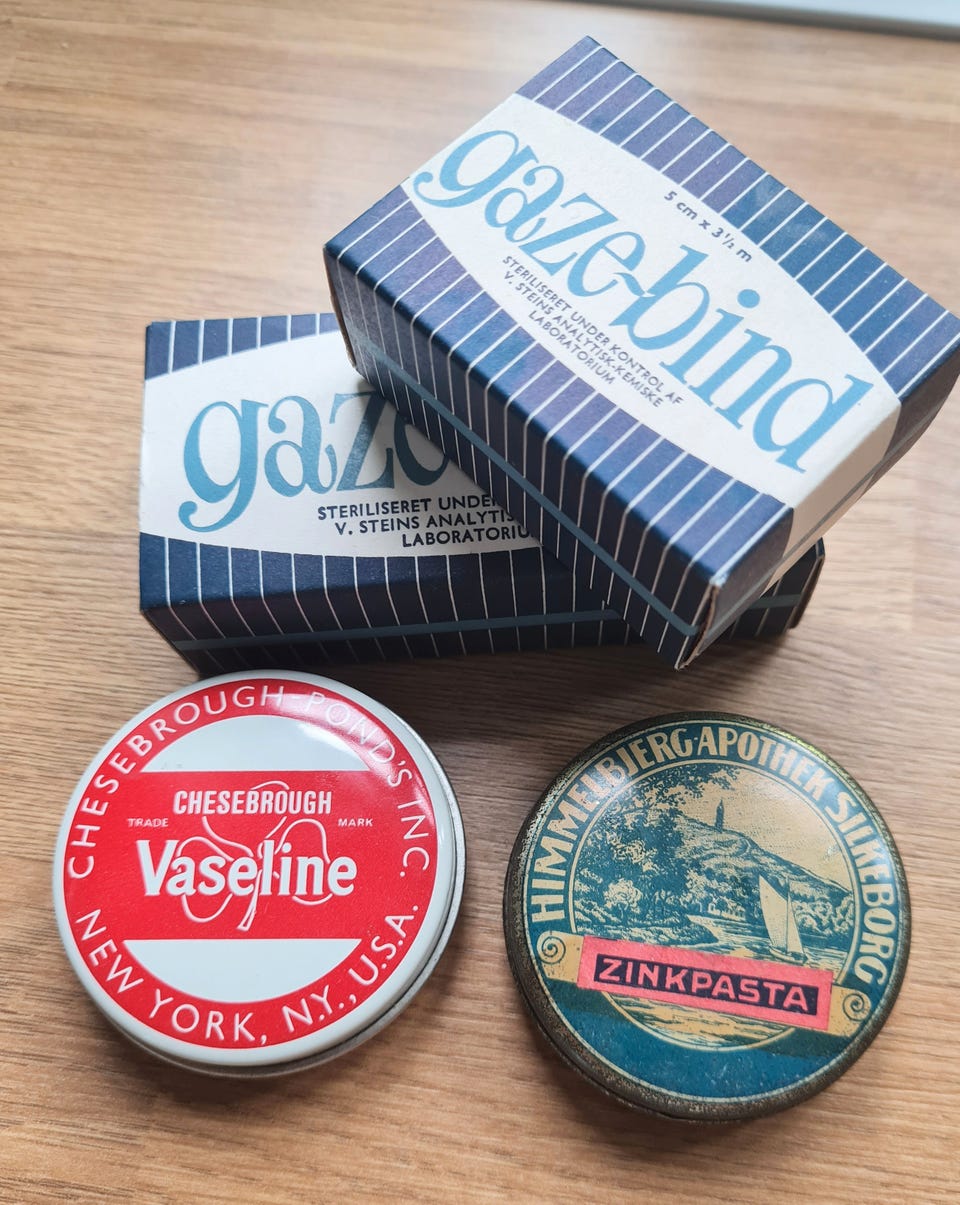 gaze-bind
5 cm x 3½ m
STERILISERET UNDER KONTROL AF
V. STEINS ANALYTISK-KEMISKE
LABORATORIUM
gaze
STERILISERET UNDER
V. STEINS ANALYTIS
LABORATORIU
CHESEBROUGH-POND'S INC.
CHESEBROUGH
TRADE MARK
Vaseline
NEW YORK, N.Y., U.S.A.
HIMMELBJERG·APOTHEK SILKEBORG
ZINKPASTA